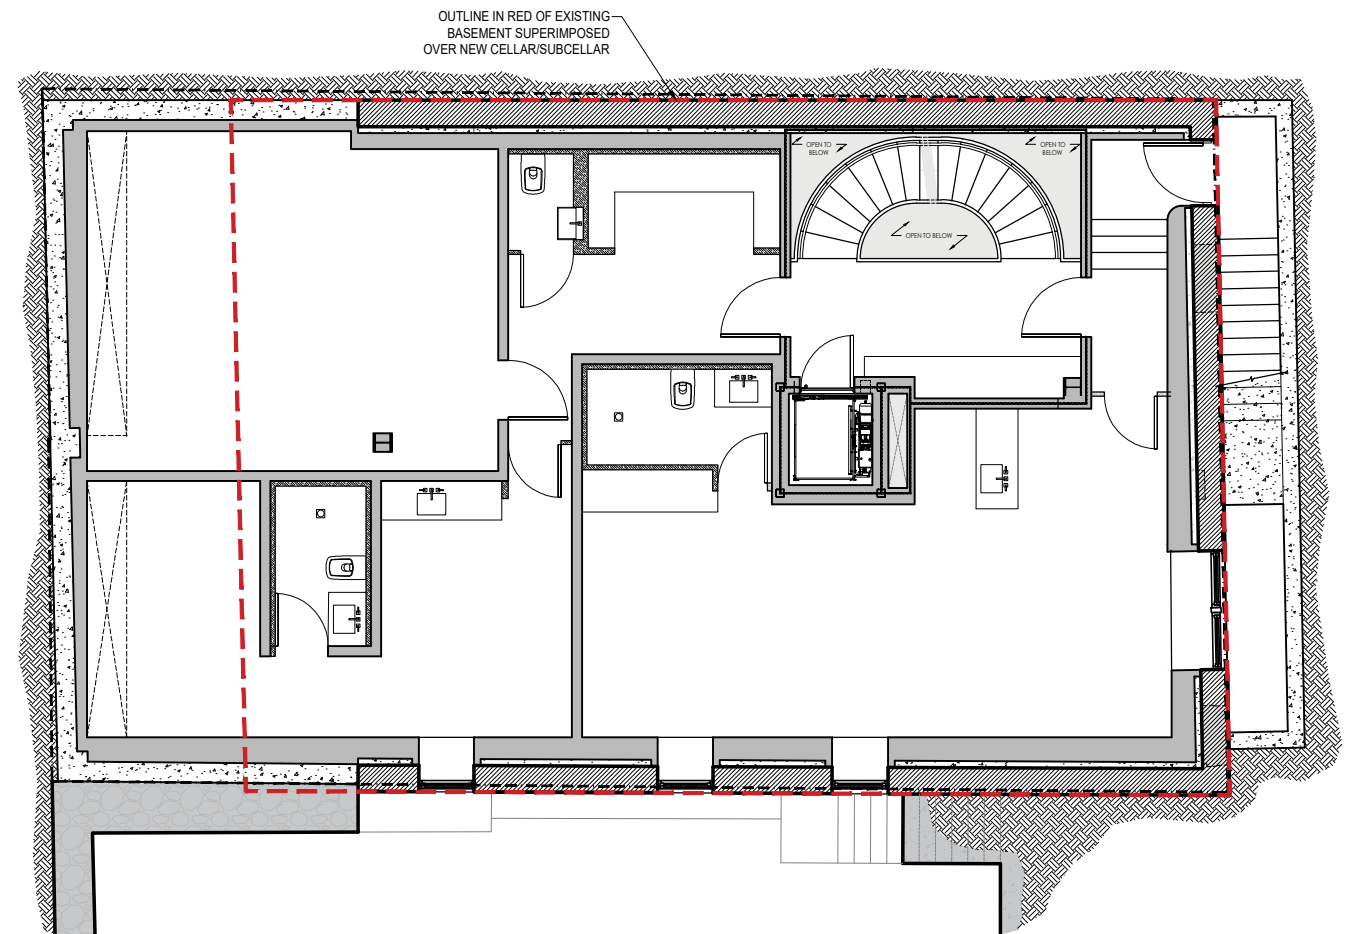 OUTLINE IN RED OF EXISTING
BASEMENT SUPERIMPOSED
OVER NEW CELLAR/SUBCELLAR
OPEN TO
BELOW
OPEN TO
BELOW
OPEN TO BELOW